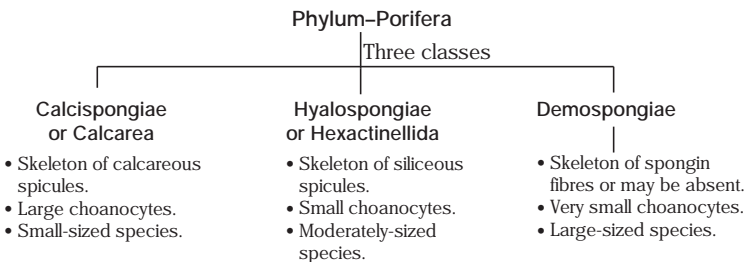 Phylum–Porifera
Three classes
Calcispongiae
or Calcarea
• Skeleton of calcareous
spicules.
• Large choanocytes.
• Small-sized species.
Hyalospongiae
or Hexactinellida
• Skeleton of siliceous
spicules.
• Small choanocytes.
• Moderately-sized
species.
Demospongiae
• Skeleton of spongin
fibres or may be absent.
• Very small choanocytes.
• Large-sized species.